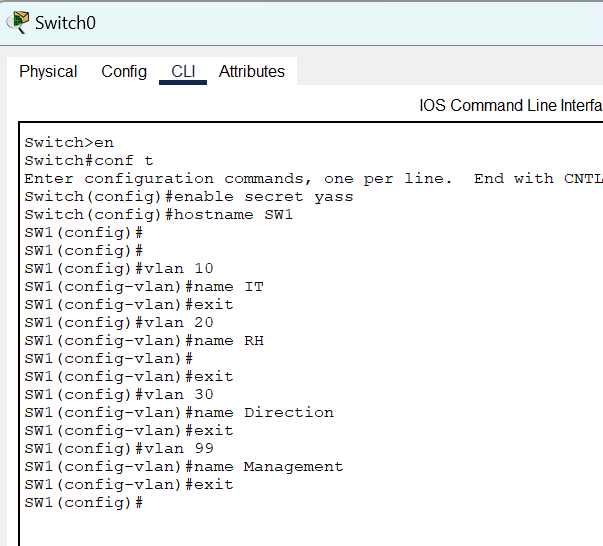 Switch0
Physical Config CLI Attributes
IOS Command Line Interfa
Switch>en
Switch#conf t
Enter configuration commands, one per line.  End with CNTL
Switch(config)#enable secret yass
Switch(config)#hostname SW1
SW1(config)#
SW1(config)#
SW1(config)#vlan 10
SW1(config-vlan)#name IT
SW1(config-vlan)#exit
SW1(config)#vlan 20
SW1(config-vlan)#name RH
SW1(config-vlan)#
SW1(config-vlan)#exit
SW1(config)#vlan 30
SW1(config-vlan)#name Direction
SW1(config-vlan)#exit
SW1(config)#vlan 99
SW1(config-vlan)#name Management
SW1(config-vlan)#exit
SW1(config)#